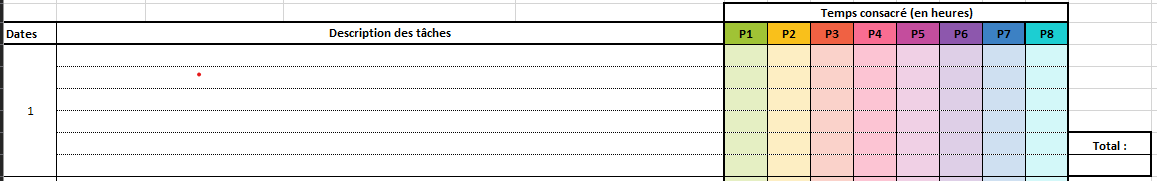 Temps consacré (en heures)
Dates Description des tâches P1 P2 P3 P4 P5 P6 P7 P8
1
Total :